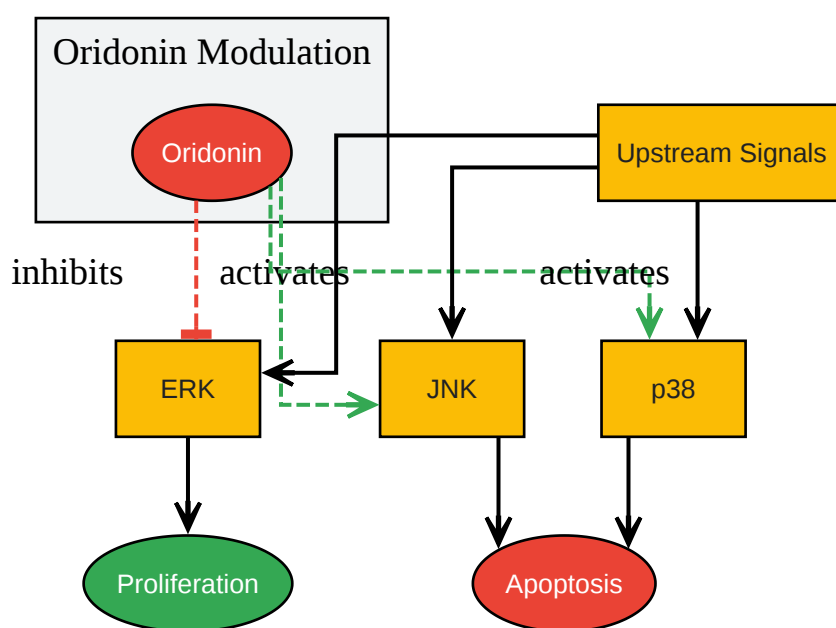 Oridonin Modulation
Oridonin
Upstream Signals
inhibits
activates
activates
ERK
JNK
p38
Proliferation
Apoptosis